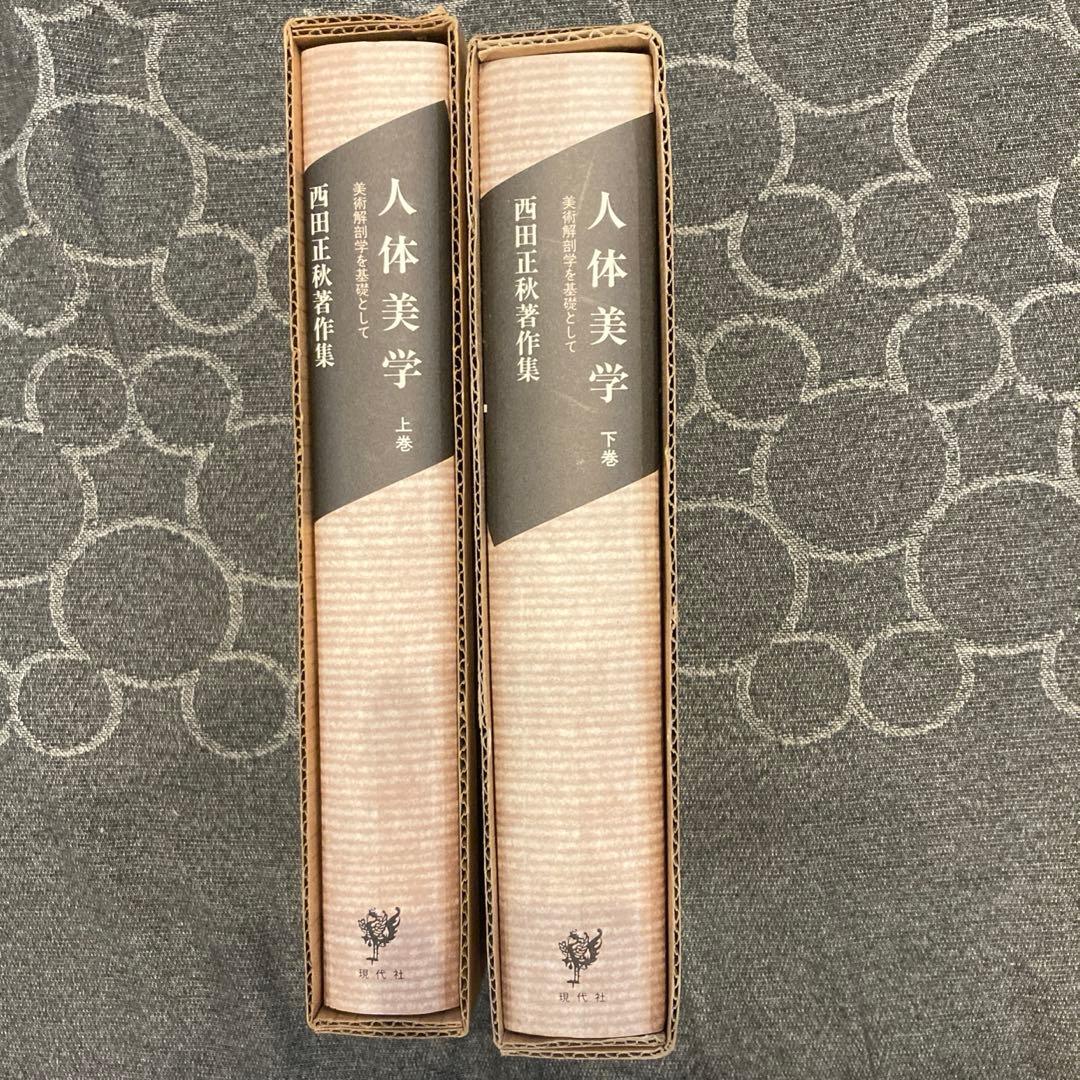 人体美学 上巻
美術解剖学を基礎として
西田正秋著作集
現代社
人体美学 下巻
美術解剖学を基礎として
西田正秋著作集
現代社